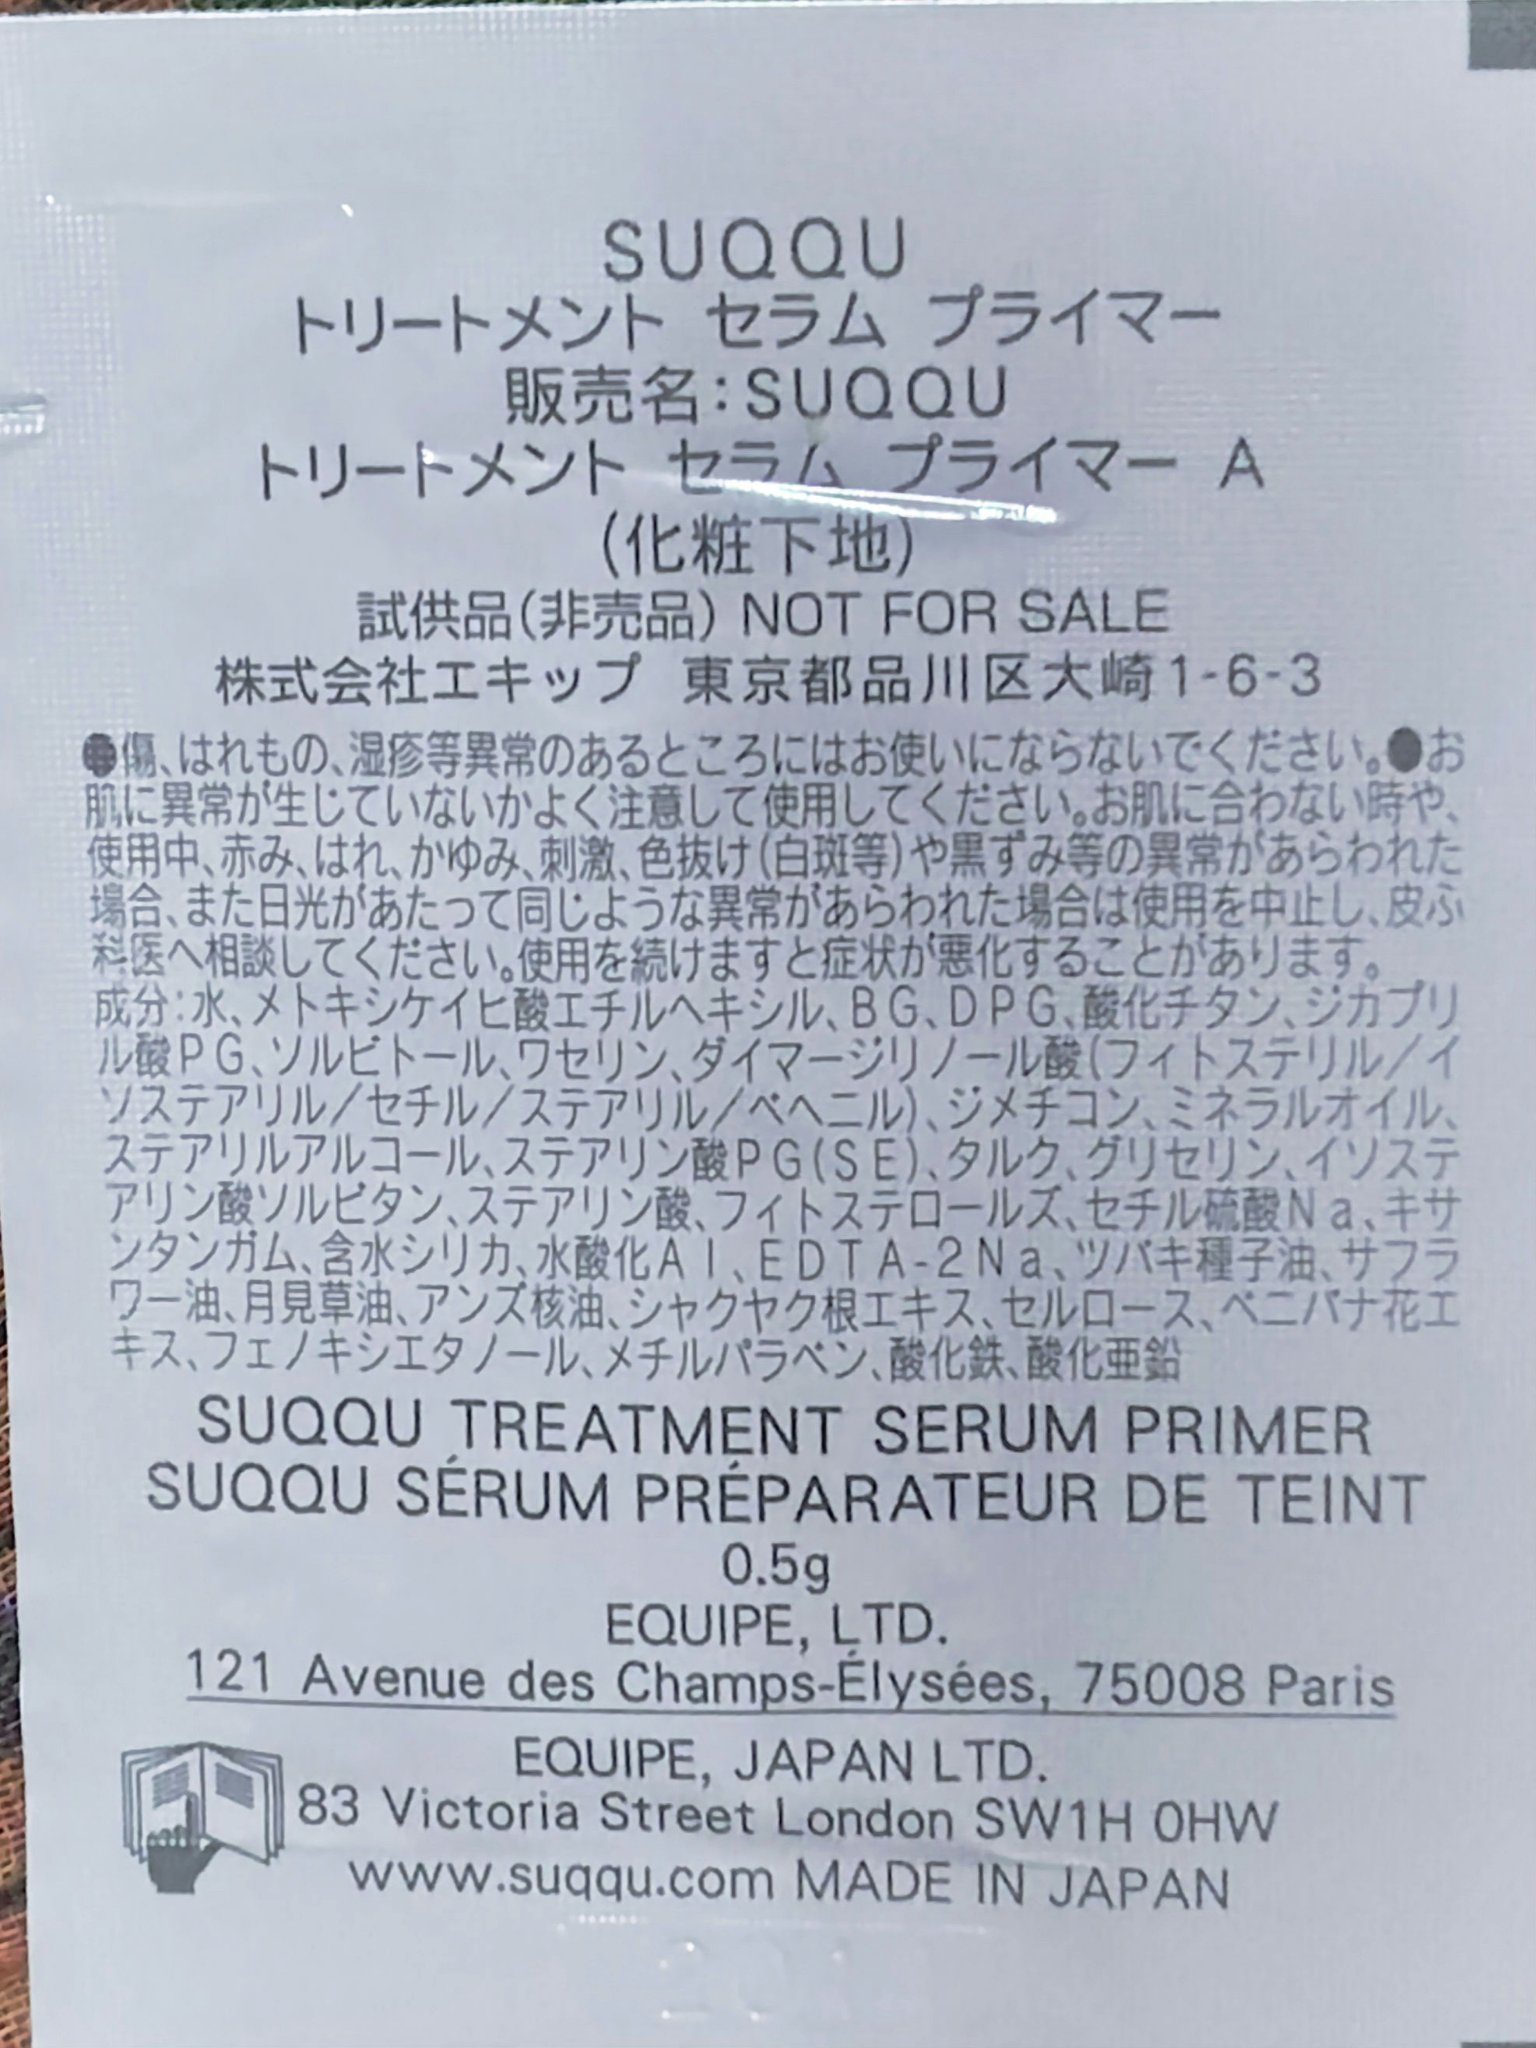 SUQQU
トリートメント セラム プライマー
販売名:SUQQU
トリートメント セラム プライマー A
(化粧下地)
試供品(非売品) NOT FOR SALE
株式会社エキップ 東京都品川区大崎1-6-3
●傷、はれもの、湿疹等異常のあるところにはお使いにならないでください。●お
肌に異常が生じていないかよく注意して使用してください。お肌に合わない時や、
使用中、赤み、はれ、かゆみ、刺激、色抜け(白斑等)や黒ずみ等の異常があらわれた
場合、また日光があたって同じような異常があらわれた場合は使用を中止し、皮ふ
科医へ相談してください。使用を続けますと症状が悪化することがあります。
成分:水、メトキシケイヒ酸エチルヘキシル、BG、DPG、酸化チタン、ジカプリ
ル酸PG、ソルビトール、ワセリン、ダイマージリノール酸(フィトステリル/イ
ソステアリル/セチル/ステアリル/ベヘニル)、ジメチコン、ミネラルオイル、
ステアリルアルコール、ステアリン酸PG(SE)、タルク、グリセリン、イソステ
アリン酸ソルビタン、ステアリン酸、フィトステロールズ、セチル硫酸Na、キサ
ンタンガム、含水シリカ、水酸化Al、EDTA-2Na、ツバキ種子油、サフラ
ワー油、月見草油、アンズ核油、シャクヤク根エキス、セルロース、ベニバナ花エ
キス、フェノキシエタノール、メチルパラベン、酸化鉄、酸化亜鉛
SUQQU TREATMENT SERUM PRIMER
SUQQU SÉRUM PRÉPARATEUR DE TEINT
0.5g
EQUIPE, LTD.
121 Avenue des Champs-Élysées, 75008 Paris
EQUIPE, JAPAN LTD.
83 Victoria Street London SW1H 0HW
www.suqqu.com MADE IN JAPAN